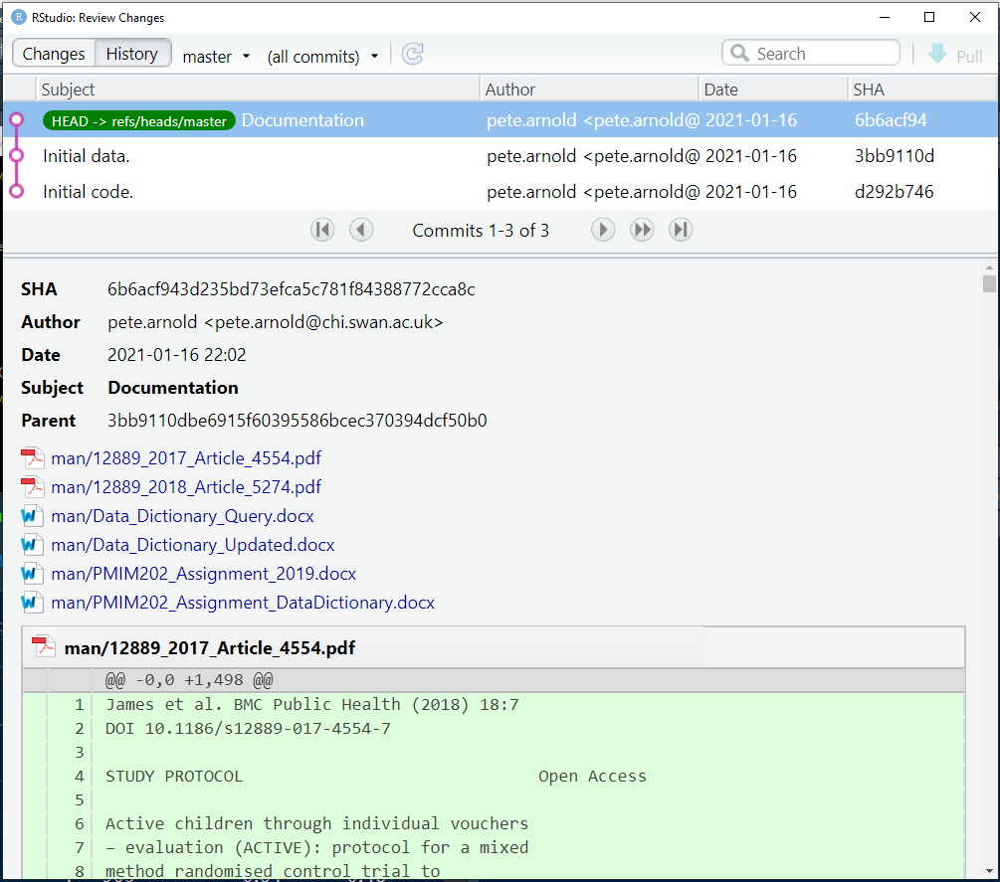 RStudio: Review Changes
Changes History master (all commits) Search Pull
Subject Author Date SHA
HEAD -> refs/heads/master Documentation pete.arnold <pete.arnold@ 2021-01-16 6b6acf94
Initial data. pete.arnold <pete.arnold@ 2021-01-16 3bb9110d
Initial code. pete.arnold <pete.arnold@ 2021-01-16 d292b746
Commits 1-3 of 3
SHA 6b6acf943d235bd73efca5c781f84388772cca8c
Author pete.arnold <pete.arnold@chi.swan.ac.uk>
Date 2021-01-16 22:02
Subject Documentation
Parent 3bb9110dbe6915f60395586bcec370394dcf50b0
man/12889_2017_Article_4554.pdf
man/12889_2018_Article_5274.pdf
man/Data_Dictionary_Query.docx
man/Data_Dictionary_Updated.docx
man/PMIM202_Assignment_2019.docx
man/PMIM202_Assignment_DataDictionary.docx
man/12889_2017_Article_4554.pdf
@@ -0,0 +1,498 @@
1 James et al. BMC Public Health (2018) 18:7
2 DOI 10.1186/s12889-017-4554-7
3
4 STUDY PROTOCOL Open Access
5
6 Active children through individual vouchers
7 – evaluation (ACTIVE): protocol for a mixed
8 method randomised control trial to